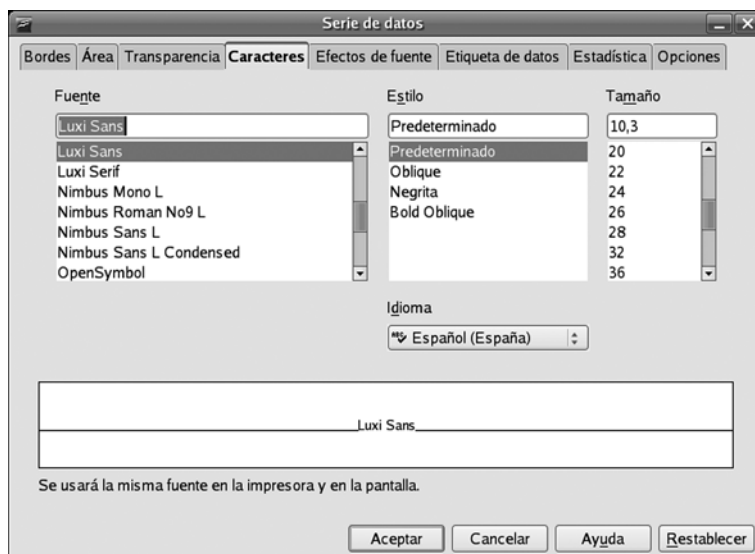 Serie de datos
Bordes Área Transparencia Caracteres Efectos de fuente Etiqueta de datos Estadística Opciones
Fuente Estilo Tamaño
Luxi Sans Predeterminado 10,3
Luxi Sans Predeterminado 20
Luxi Serif Oblique 22
Nimbus Mono L Negrita 24
Nimbus Roman No9 L Bold Oblique 26
Nimbus Sans L 28
Nimbus Sans L Condensed 32
OpenSymbol 36
Idioma
ABC Español (España)
Luxi Sans
Se usará la misma fuente en la impresora y en la pantalla.
Aceptar Cancelar Ayuda Restablecer